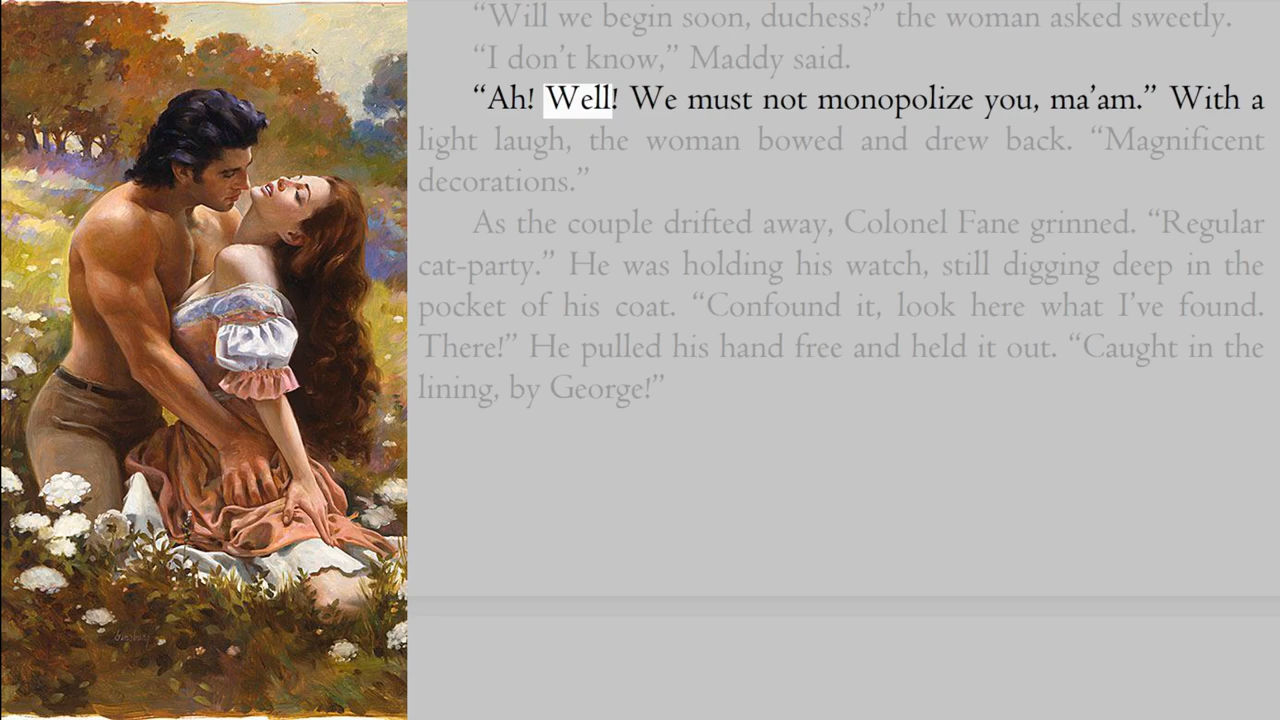 “Will we begin soon, duchess?” the woman asked sweetly.
“I don’t know,” Maddy said.
“Ah! Well! We must not monopolize you, ma’am.” With a
light laugh, the woman bowed and drew back. “Magnificent
decorations.”
As the couple drifted away, Colonel Fane grinned. “Regular
cat-party.” He was holding his watch, still digging deep in the
pocket of his coat. “Confound it, look here what I’ve found.
There!” He pulled his hand free and held it out. “Caught in the
lining, by George!”